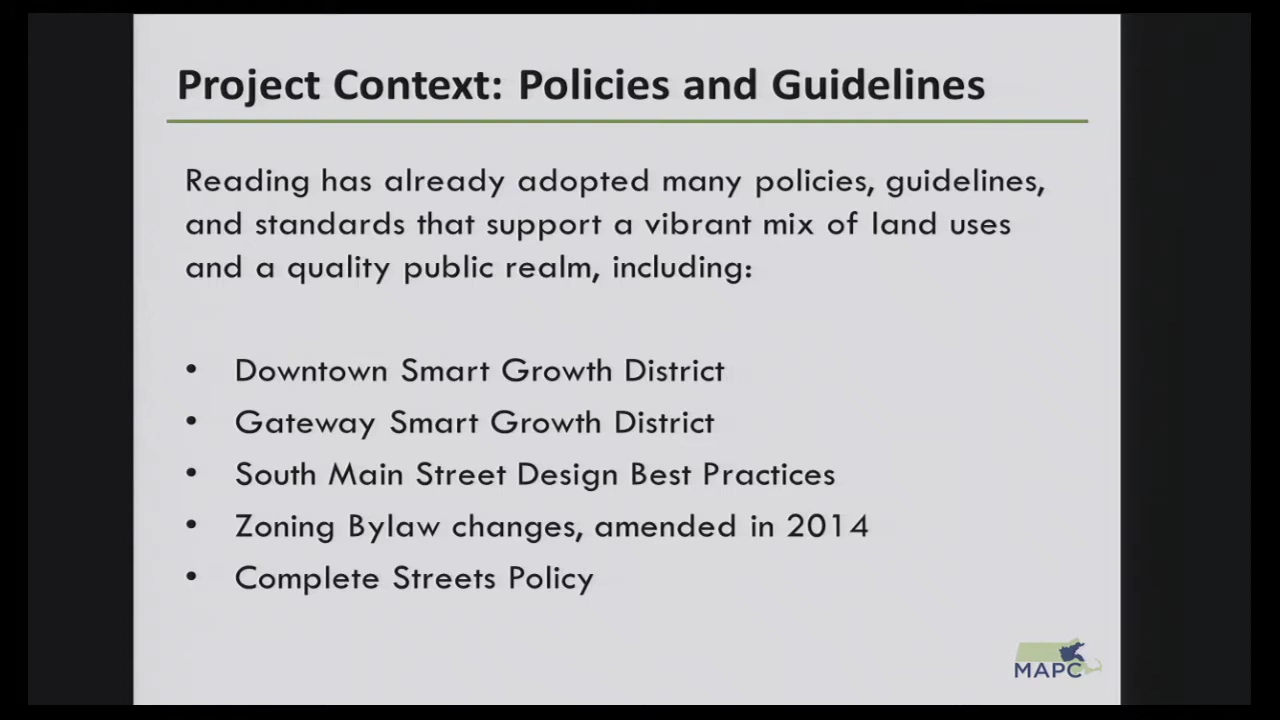 Project Context: Policies and Guidelines
Reading has already adopted many policies, guidelines,
and standards that support a vibrant mix of land uses
and a quality public realm, including:
• Downtown Smart Growth District
• Gateway Smart Growth District
• South Main Street Design Best Practices
• Zoning Bylaw changes, amended in 2014
• Complete Streets Policy
MAPC